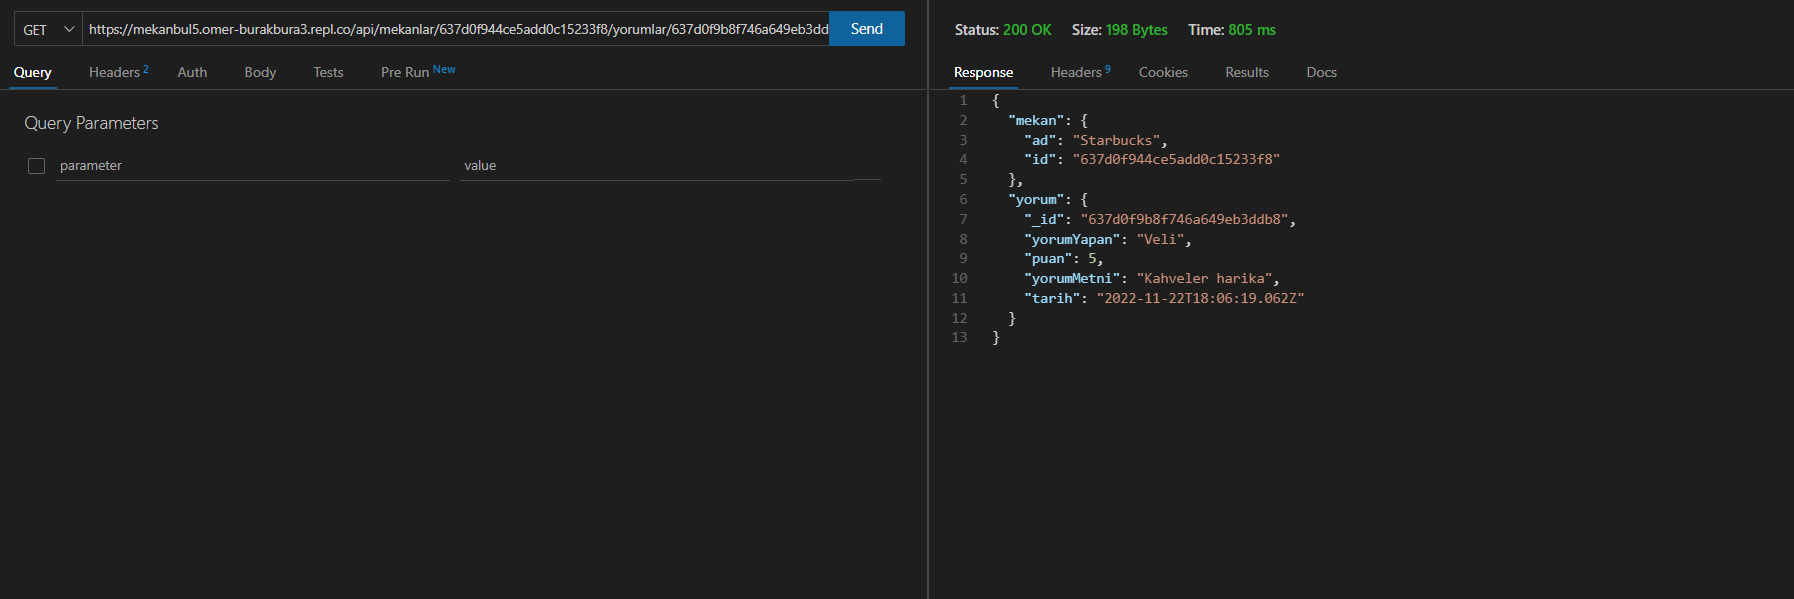 GET https://mekanbul5.omer-burakbura3.repl.co/api/mekanlar/637d0f944ce5add0c15233f8/yorumlar/637d0f9b8f746a649eb3dd Send
Query Headers 2 Auth Body Tests Pre Run New
Query Parameters
parameter value
Status: 200 OK Size: 198 Bytes Time: 805 ms
Response Headers 9 Cookies Results Docs
1 {
2 "mekan": {
3 "ad": "Starbucks",
4 "id": "637d0f944ce5add0c15233f8"
5 },
6 "yorum": {
7 "_id": "637d0f9b8f746a649eb3ddb8",
8 "yorumYapan": "Veli",
9 "puan": 5,
10 "yorumMetni": "Kahveler harika",
11 "tarih": "2022-11-22T18:06:19.062Z"
12 }
13 }